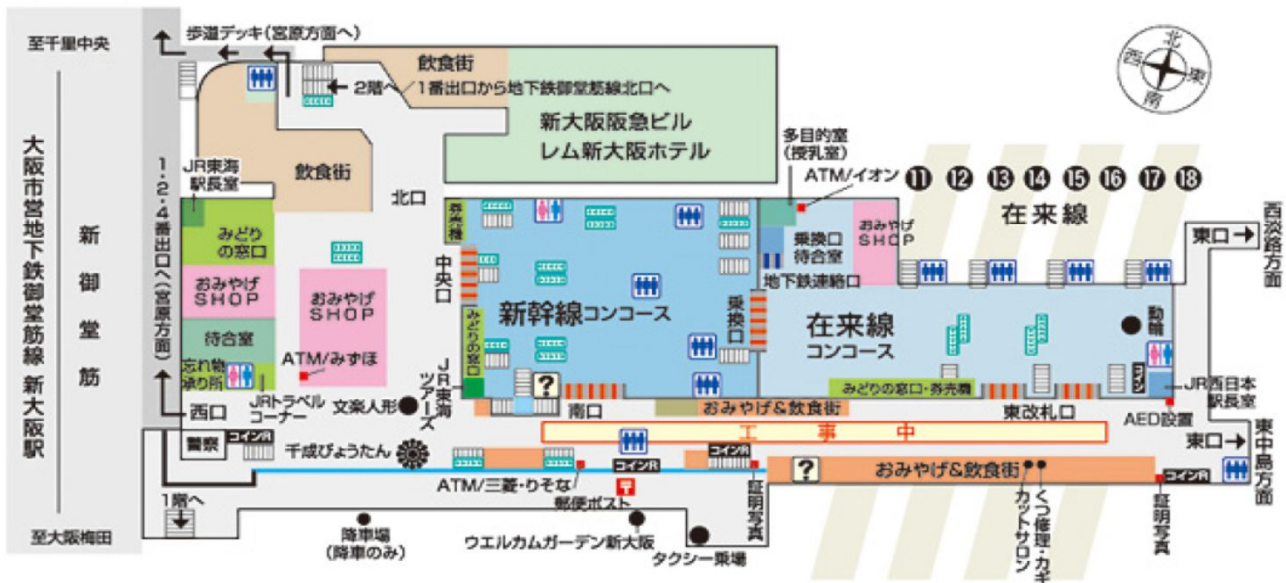 至千里中央
大阪市営地下鉄御堂筋線 新大阪駅
至大阪梅田
新御堂筋
歩道デッキ(宮原方面へ)
1・2・4番出口へ(宮原方面)
飲食街
2階へ/1番出口から地下鉄御堂筋線北口へ
新大阪阪急ビル
レム新大阪ホテル
北
西
東
南
JR東海
駅長室
飲食街
北口
多目的室
(授乳室)
ATM/イオン
⑪
⑫
⑬
⑭
⑮
⑯
⑰
⑱
在来線
西淡路方面
東口
みどり
の窓口
おみやげ
SHOP
おみやげ
SHOP
待合室
忘れ物
承り所
ATM/みずほ
JRトラベル
コーナー
西口
券売機
中央口
みどりの窓口
新幹線コンコース
乗換口
乗換口
待合室
おみやげ
SHOP
地下鉄連絡口
在来線
コンコース
動輪
コインR
JR西日本
駅長室
みどりの窓口・券売機
JR東海
ツアーズ
文楽人形
?
南口
おみやげ&飲食街
東改札口
AED設置
工事中
東口
東中島方面
警察
コインR
千成びょうたん
ATM/三菱・りそな
コインR
コインR
〒
郵便ポスト
証明写真
?
おみやげ&飲食街
コインR
1階へ
降車場
(降車のみ)
ウエルカムガーデン新大阪
タクシー乗場
カットサロン
くつ修理・カギ
証明写真